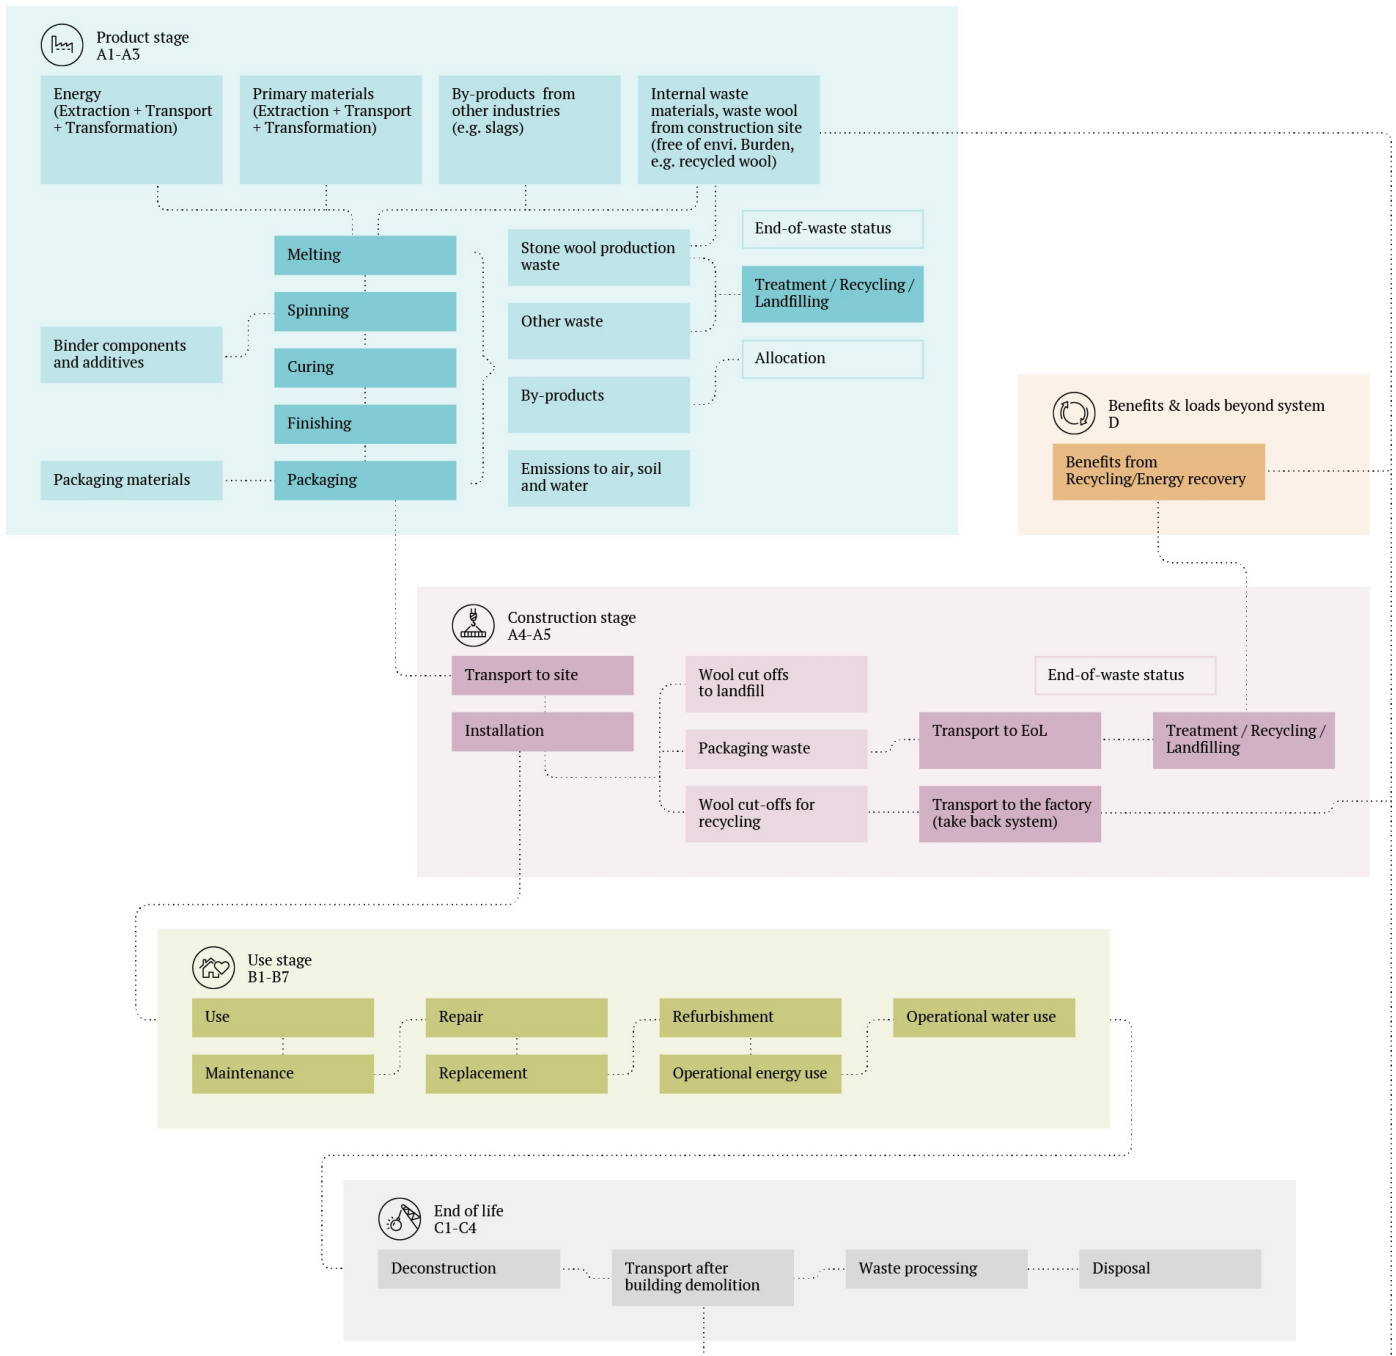 Product stage
A1-A3
Energy
(Extraction + Transport
+ Transformation)
Primary materials
(Extraction + Transport
+ Transformation)
By-products from
other industries
(e.g. slags)
Internal waste
materials, waste wool
from construction site
(free of envi. Burden,
e.g. recycled wool)
Melting
Spinning
Curing
Finishing
Packaging
Binder components
and additives
Packaging materials
Stone wool production
waste
Other waste
By-products
Emissions to air, soil
and water
End-of-waste status
Treatment / Recycling /
Landfilling
Allocation
Benefits & loads beyond system
D
Benefits from
Recycling/Energy recovery
Construction stage
A4-A5
Transport to site
Installation
Wool cut offs
to landfill
Packaging waste
Wool cut-offs for
recycling
End-of-waste status
Transport to EoL
Treatment / Recycling /
Landfilling
Transport to the factory
(take back system)
Use stage
B1-B7
Use
Maintenance
Repair
Replacement
Refurbishment
Operational energy use
Operational water use
End of life
C1-C4
Deconstruction
Transport after
building demolition
Waste processing
Disposal